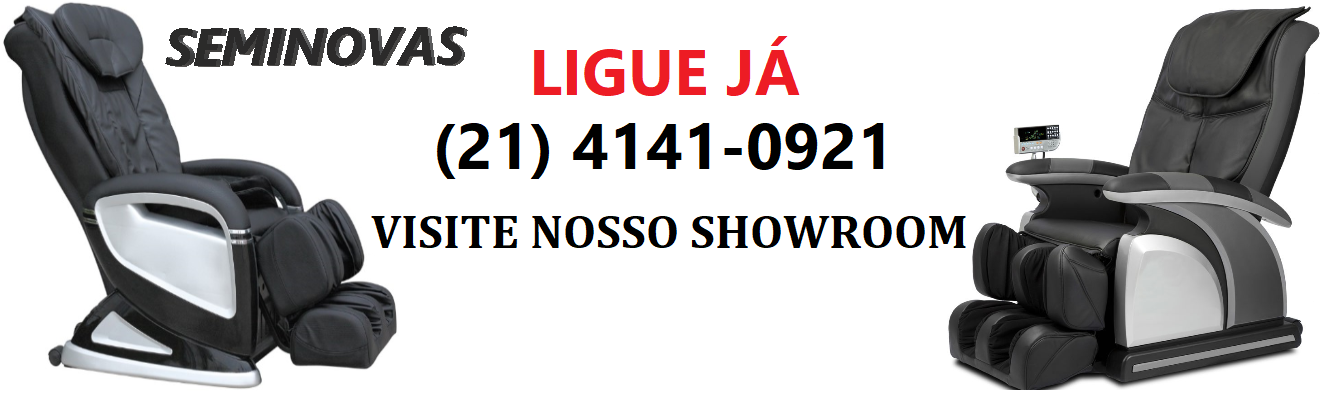 SEMINOVAS
LIGUE JÁ
(21) 4141-0921
VISITE NOSSO SHOWROOM